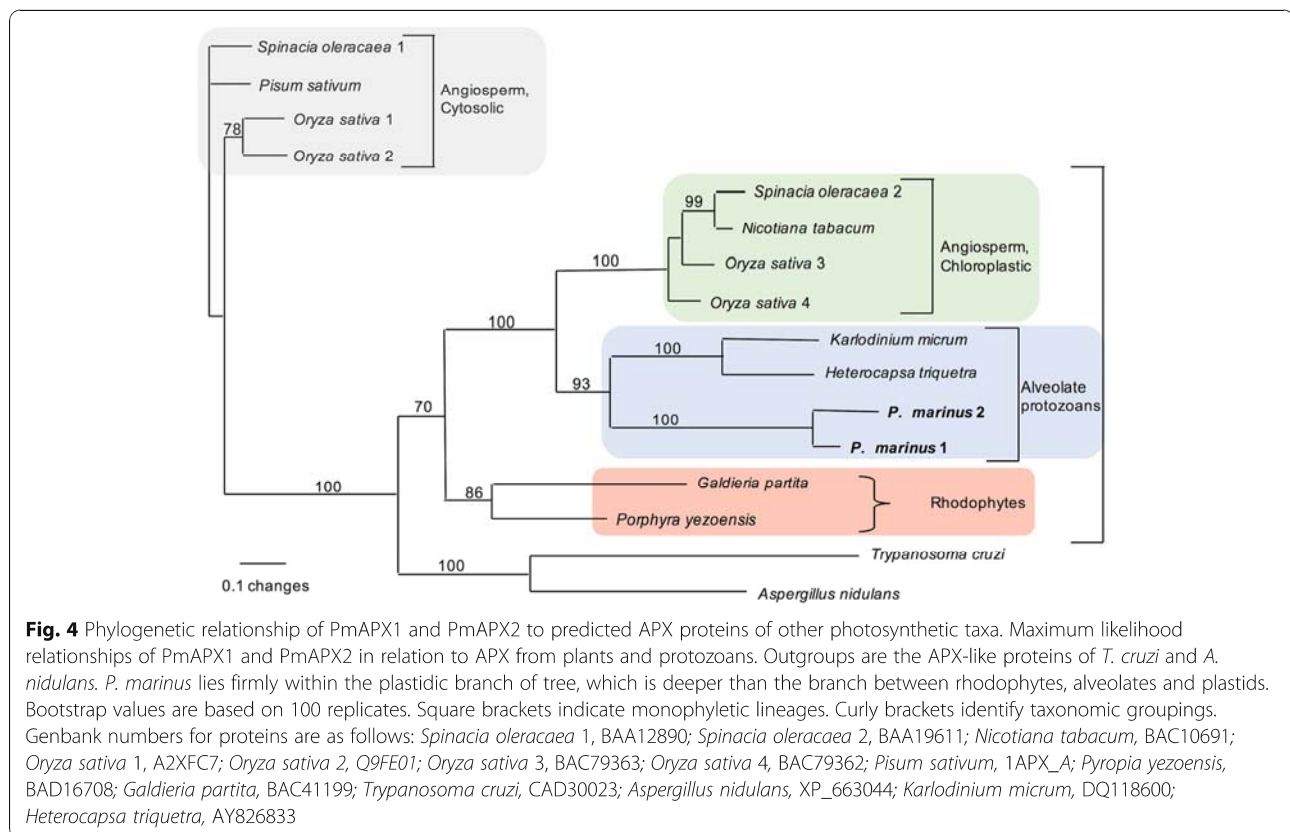 Spinacia oleracaea 1
Pisum sativum
Angiosperm,
Cytosolic
78
Oryza sativa 1
Oryza sativa 2
Spinacia oleracaea 2
99
Nicotiana tabacum
Angiosperm,
Chloroplastic
Oryza sativa 3
100
Oryza sativa 4
100
Karlodinium micrum
100
Heterocapsa triquetra
Alveolate
protozoans
93
70
P. marinus 2
100
P. marinus 1
Galdieria partita
100
86
Rhodophytes
Porphyra yezoensis
Trypanosoma cruzi
100
0.1 changes
Aspergillus nidulans
Fig. 4 Phylogenetic relationship of PmAPX1 and PmAPX2 to predicted APX proteins of other photosynthetic taxa. Maximum likelihood
relationships of PmAPX1 and PmAPX2 in relation to APX from plants and protozoans. Outgroups are the APX-like proteins of T. cruzi and A.
nidulans. P. marinus lies firmly within the plastidic branch of tree, which is deeper than the branch between rhodophytes, alveolates and plastids.
Bootstrap values are based on 100 replicates. Square brackets indicate monophyletic lineages. Curly brackets identify taxonomic groupings.
Genbank numbers for proteins are as follows: Spinacia oleracaea 1, BAA12890; Spinacia oleracaea 2, BAA19611; Nicotiana tabacum, BAC10691;
Oryza sativa 1, A2XFC7; Oryza sativa 2, Q9FE01; Oryza sativa 3, BAC79363; Oryza sativa 4, BAC79362; Pisum sativum, 1APX_A; Pyropia yezoensis,
BAD16708; Galdieria partita, BAC41199; Trypanosoma cruzi, CAD30023; Aspergillus nidulans, XP_663044; Karlodinium micrum, DQ118600;
Heterocapsa triquetra, AY826833